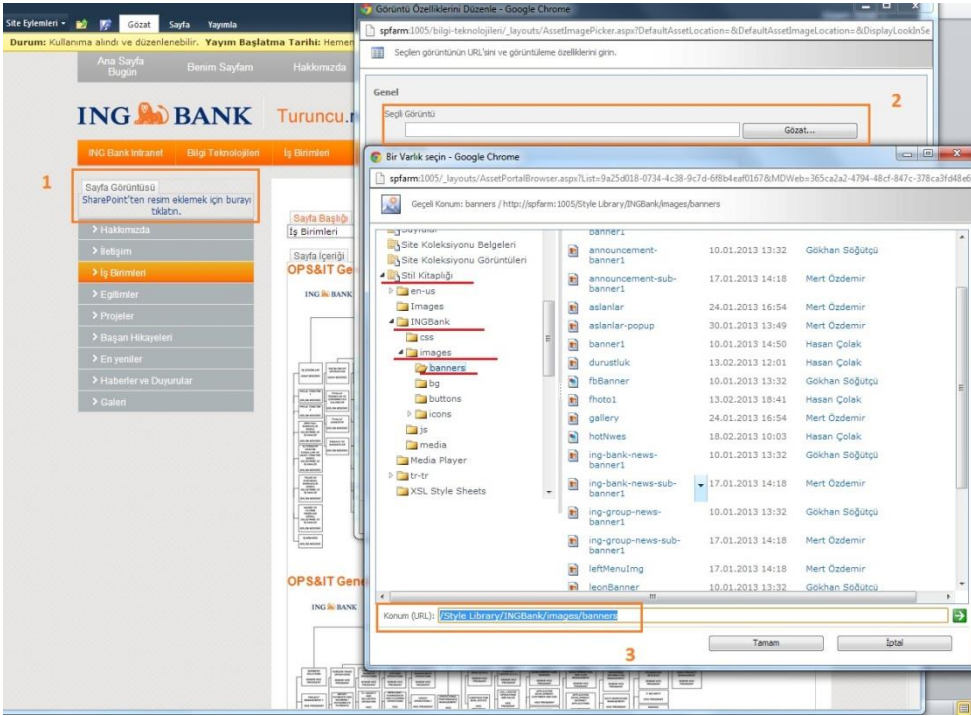 Site Eylemleri
Gözat
Sayfa
Yayımla
Durum: Kullanıma alındı ve düzenlenebilir. Yayım Başlatma Tarihi: Hemen
Ana Sayfa
Bugün
Benim Sayfam
Hakkımızda
ING BANK
Turuncu.
ING Bank Intranet
Bilgi Teknolojileri
İş Birimleri
1
Sayfa Görüntüsü
SharePoint'ten resim eklemek için burayı
tıklatın.
> Hakkımızda
> İletişim
> İş Birimleri
> Eğitimler
> Projeler
> Başarı Hikayeleri
> En yeniler
> Haberler ve Duyurular
> Galeri
Sayfa Başlığı
İş Birimleri
Sayfa İçeriği
OPS&IT Gen
ING BANK
OPS&IT Gen
ING BANK
Görüntü Özelliklerini Düzenle - Google Chrome
spfarm:1005/bilgi-teknolojileri/_layouts/AssetImagePicker.aspx?DefaultAssetLocation=&DefaultAssetImageLocation=&DisplayLookInSe
Seçilen görüntünün URL'sini ve görüntüleme özelliklerini girin.
Genel
2
Seçili Görüntü
Gözat...
Bir Varlık seçin - Google Chrome
spfarm:1005/_layouts/AssetPortalBrowser.aspx?List=9a25d018-0734-4c38-9c7d-6f8b4eaf0167&MDWeb=365ca2a2-4794-48cf-847c-378ca3fd48e6
Geçeli Konum: banners / http://spfarm:1005/Style Library/INGBank/images/banners
Sayfalar
Site Koleksiyonu Belgeleri
Site Koleksiyonu Görüntüleri
Stil Kitaplığı
en-us
Images
INGBank
css
images
banners
bg
buttons
icons
js
media
Media Player
tr-tr
XSL Style Sheets
banner1
announcement-banner1 10.01.2013 13:32 Gökhan Söğütçü
announcement-sub-banner1 17.01.2013 14:18 Mert Özdemir
aslanlar 24.01.2013 16:54 Mert Özdemir
aslanlar-popup 30.01.2013 13:49 Mert Özdemir
banner1 10.01.2013 14:50 Hasan Çolak
durustluk 13.02.2013 12:01 Hasan Çolak
fbBanner 10.01.2013 13:32 Gökhan Söğütçü
fhoto1 13.02.2013 18:41 Hasan Çolak
gallery 24.01.2013 16:54 Mert Özdemir
hotNwes 18.02.2013 10:03 Hasan Çolak
ing-bank-news-banner1 10.01.2013 13:32 Gökhan Söğütçü
ing-bank-news-sub-banner1 17.01.2013 14:18 Mert Özdemir
ing-group-news-banner1 10.01.2013 13:32 Gökhan Söğütçü
ing-group-news-sub-banner1 17.01.2013 14:18 Mert Özdemir
leftMenuImg 17.01.2013 14:18 Mert Özdemir
leonBanner 10.01.2013 13:32 Gökhan Söğütçü
Konum (URL): /Style Library/INGBank/images/banners
3
Tamam
İptal